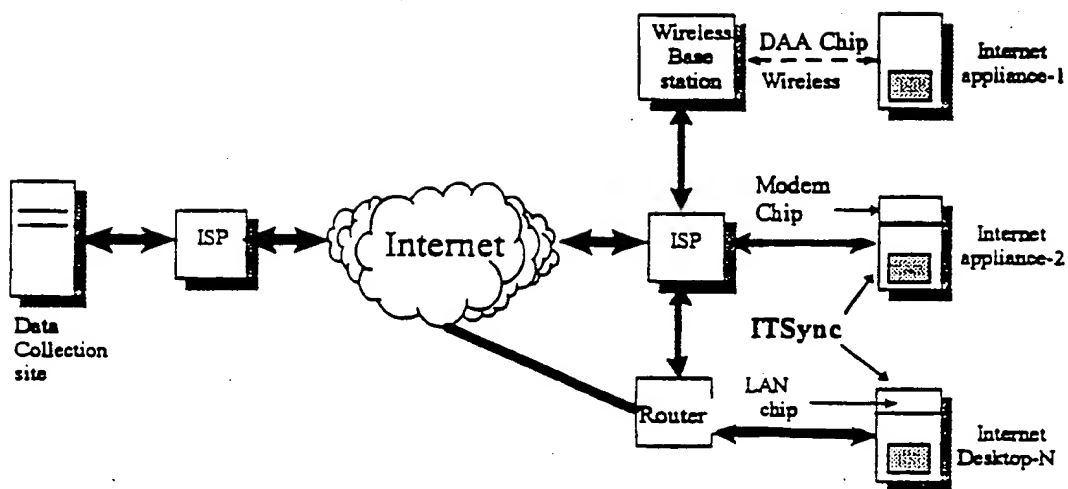 Wireless
Base
station
DAA Chip
Wireless
Internet
appliance-1
Data
Collection
site
ISP
Internet
ISP
Modem
Chip
Internet
appliance-2
ITSync
Router
LAN
chip
Internet
Desktop-N